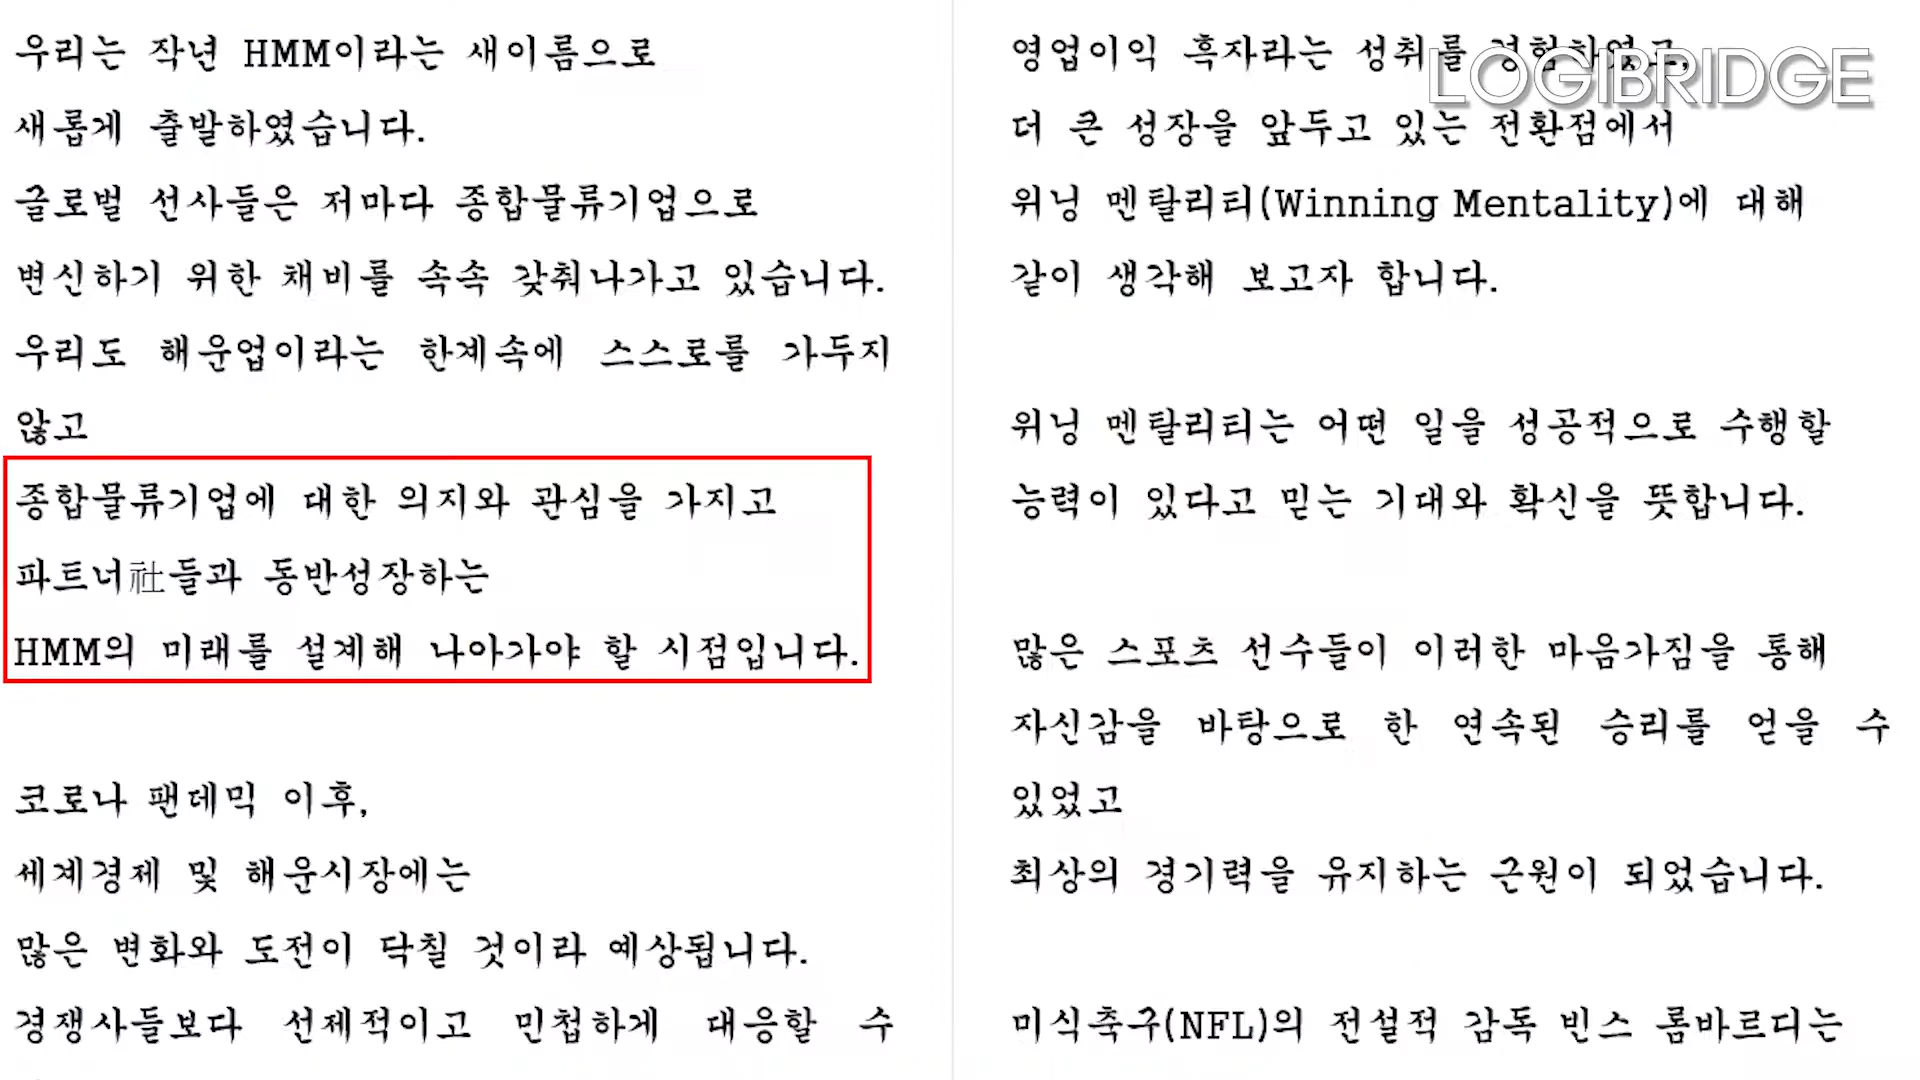 우리는 작년 HMM이라는 새이름으로
새롭게 출발하였습니다.
글로벌 선사들은 저마다 종합물류기업으로
변신하기 위한 채비를 속속 갖춰나가고 있습니다.
우리도 해운업이라는 한계속에 스스로를 가두지
않고
종합물류기업에 대한 의지와 관심을 가지고
파트너社들과 동반성장하는
HMM의 미래를 설계해 나아가야 할 시점입니다.
코로나 팬데믹 이후,
세계경제 및 해운시장에는
많은 변화와 도전이 닥칠 것이라 예상됩니다.
경쟁사들보다 선제적이고 민첩하게 대응할 수
영업이익 흑자라는 성취를 경험하였고,
LOGIBRIDGE
더 큰 성장을 앞두고 있는 전환점에서
위닝 멘탈리티(Winning Mentality)에 대해
같이 생각해 보고자 합니다.
위닝 멘탈리티는 어떤 일을 성공적으로 수행할
능력이 있다고 믿는 기대와 확신을 뜻합니다.
많은 스포츠 선수들이 이러한 마음가짐을 통해
자신감을 바탕으로 한 연속된 승리를 얻을 수
있었고
최상의 경기력을 유지하는 근원이 되었습니다.
미식축구(NFL)의 전설적 감독 빈스 롬바르디는